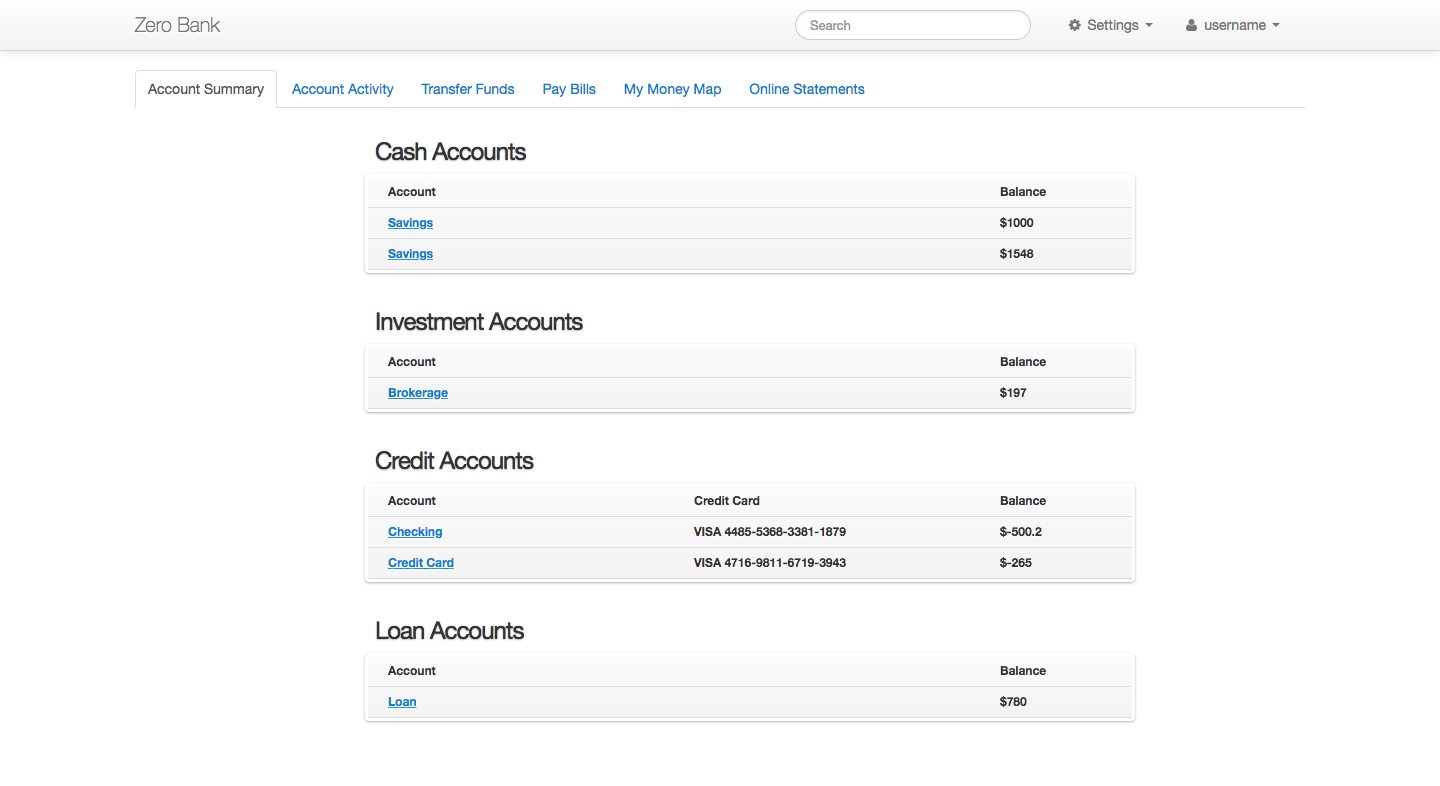 Zero Bank Search Settings username
Account Summary Account Activity Transfer Funds Pay Bills My Money Map Online Statements
Cash Accounts
Account Balance
Savings $1000
Savings $1548
Investment Accounts
Account Balance
Brokerage $197
Credit Accounts
Account Credit Card Balance
Checking VISA 4485-5368-3381-1879 $-500.2
Credit Card VISA 4716-9811-6719-3943 $-265
Loan Accounts
Account Balance
Loan $780